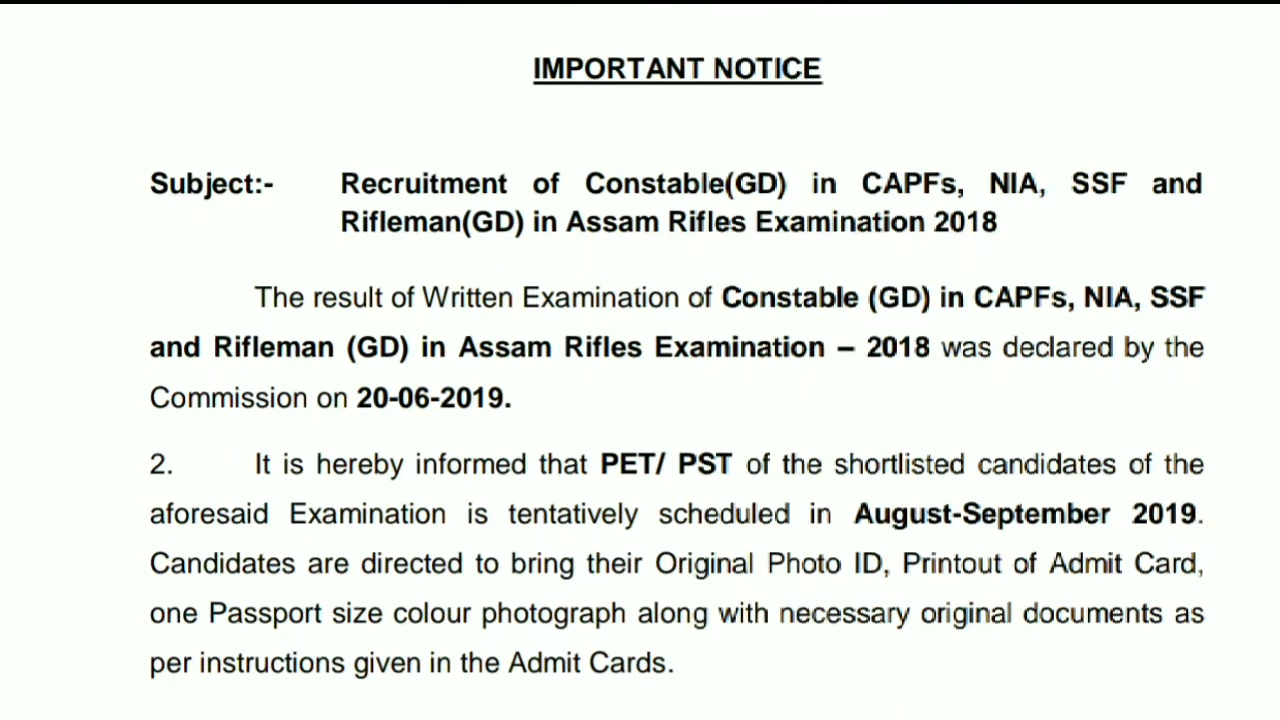 IMPORTANT NOTICE
Subject:- Recruitment of Constable(GD) in CAPFs, NIA, SSF and
Rifleman(GD) in Assam Rifles Examination 2018
The result of Written Examination of Constable (GD) in CAPFs, NIA, SSF
and Rifleman (GD) in Assam Rifles Examination – 2018 was declared by the
Commission on 20-06-2019.
2. It is hereby informed that PET/ PST of the shortlisted candidates of the
aforesaid Examination is tentatively scheduled in August-September 2019.
Candidates are directed to bring their Original Photo ID, Printout of Admit Card,
one Passport size colour photograph along with necessary original documents as
per instructions given in the Admit Cards.